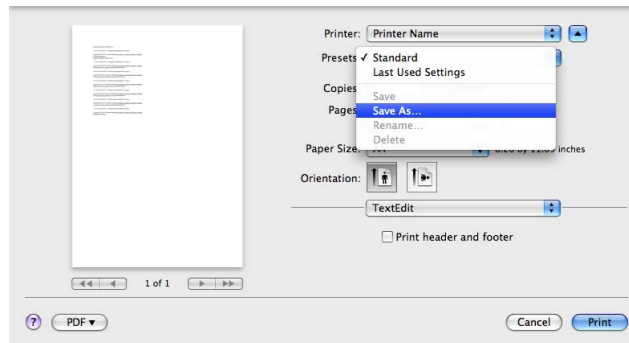 Printer: Printer Name
Presets ✓ Standard
Last Used Settings
Copies
Save
Pages
Save As...
Rename...
Delete
Paper Size: inches
Orientation:
TextEdit
Print header and footer
1 of 1
? PDF ▼ Cancel Print